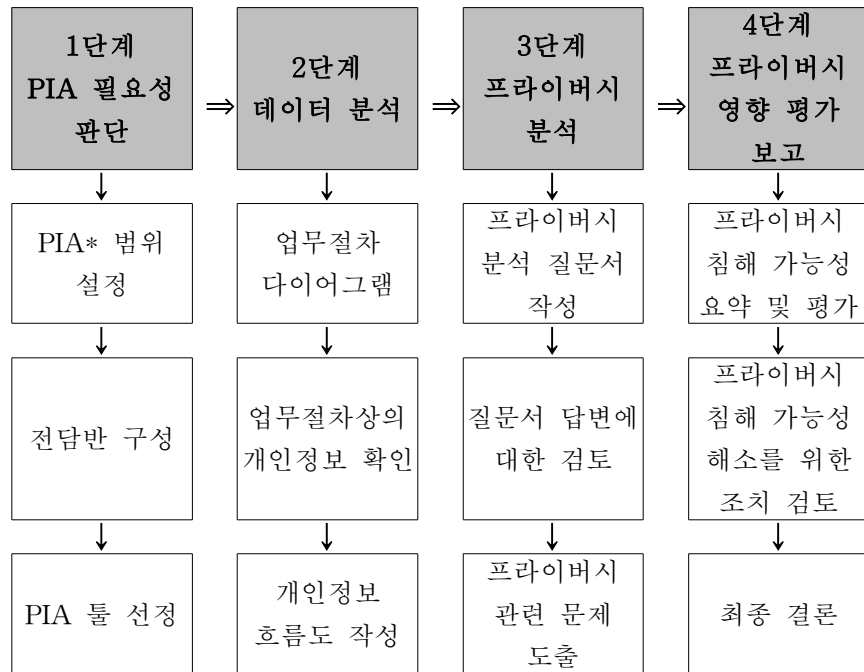 1단계
PIA 필요성
판단
⇒
2단계
데이터 분석
⇒
3단계
프라이버시
분석
⇒
4단계
프라이버시
영향 평가
보고
PIA* 범위
설정
업무절차
다이어그램
프라이버시
분석 질문서
작성
프라이버시
침해 가능성
요약 및 평가
전담반 구성
업무절차상의
개인정보 확인
질문서 답변에
대한 검토
프라이버시
침해 가능성
해소를 위한
조치 검토
PIA 툴 선정
개인정보
흐름도 작성
프라이버시
관련 문제
도출
최종 결론